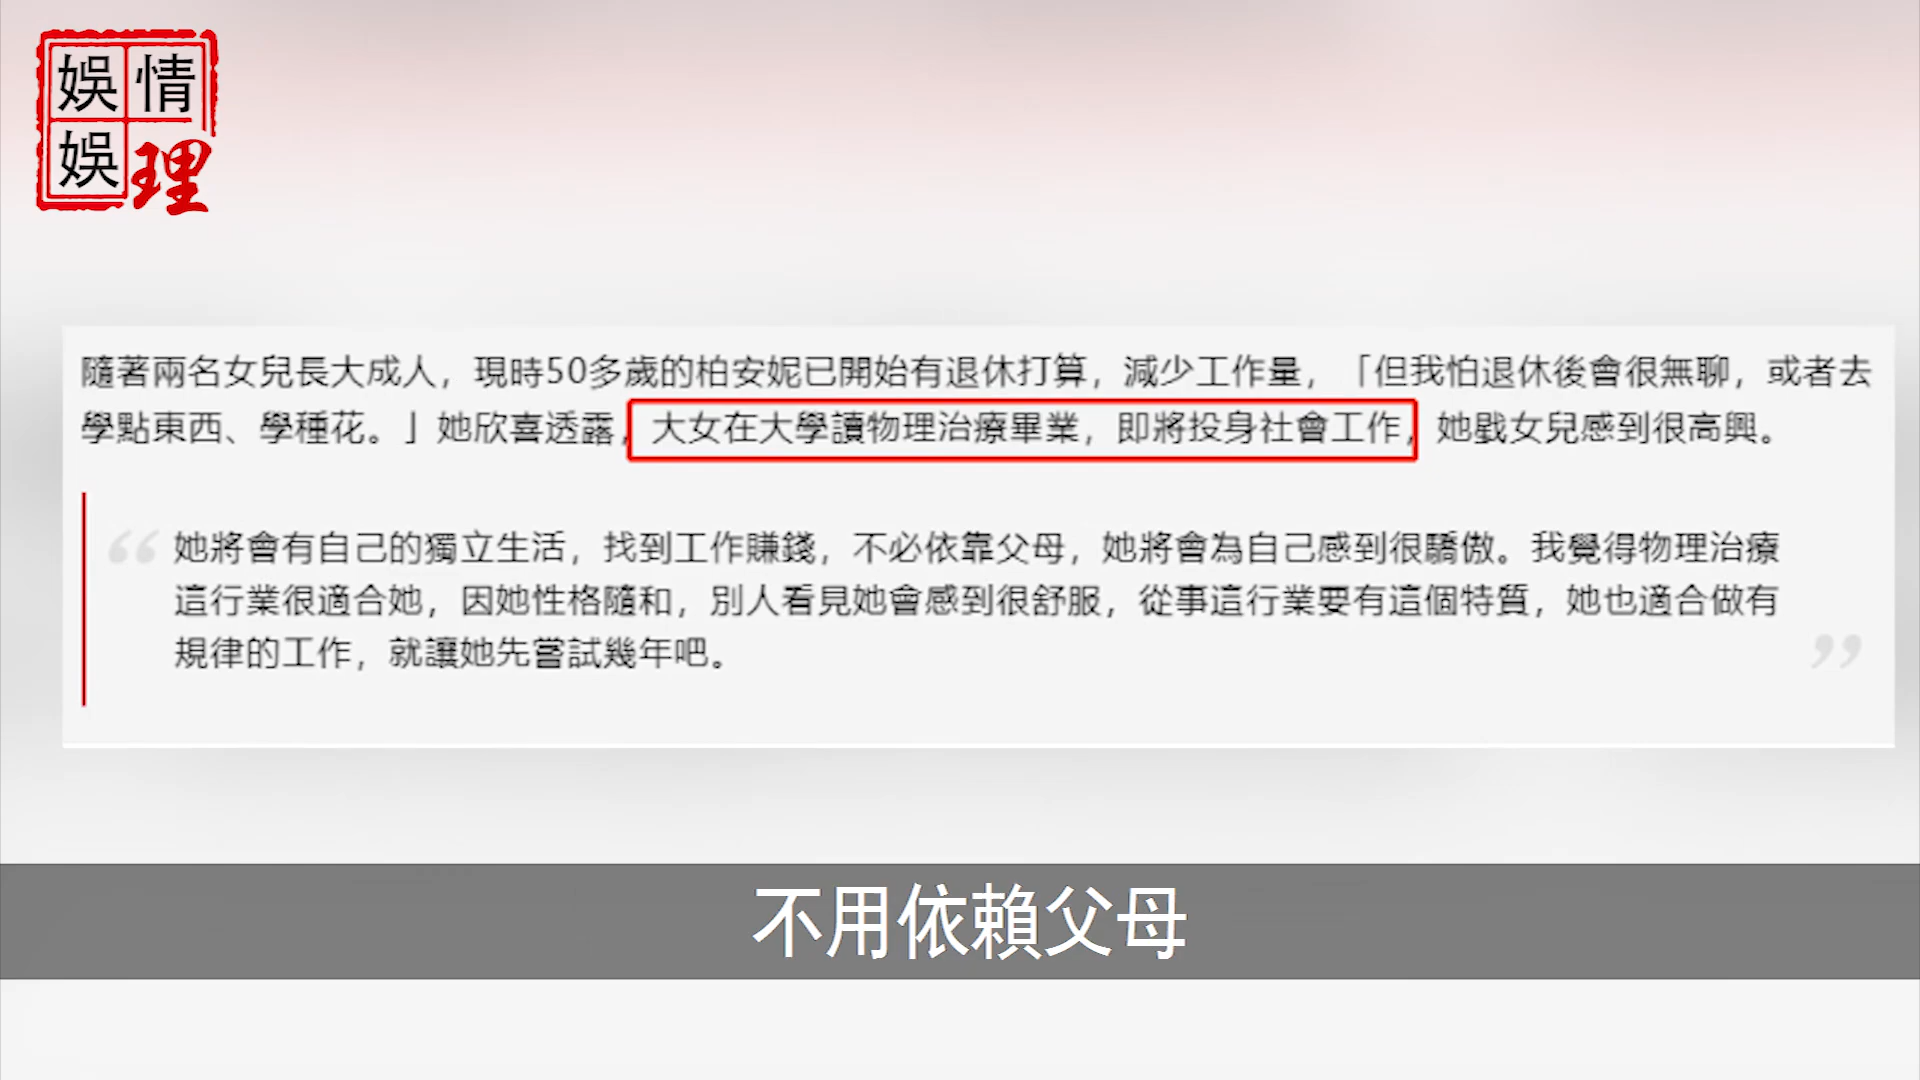 娛情
娛理
隨著兩名女兒長大成人，現時50多歲的柏安妮已開始有退休打算，減少工作量，「但我怕退休後會很無聊，或者去
學點東西、學種花。」她欣喜透露，大女在大學讀物理治療畢業，即將投身社會工作，她戥女兒感到很高興。
“她將會有自己的獨立生活，找到工作賺錢，不必依靠父母，她將會為自己感到很驕傲。我覺得物理治療
這行業很適合她，因她性格隨和，別人看見她會感到很舒服，從事這行業要有這個特質，她也適合做有
規律的工作，就讓她先嘗試幾年吧。”
不用依賴父母